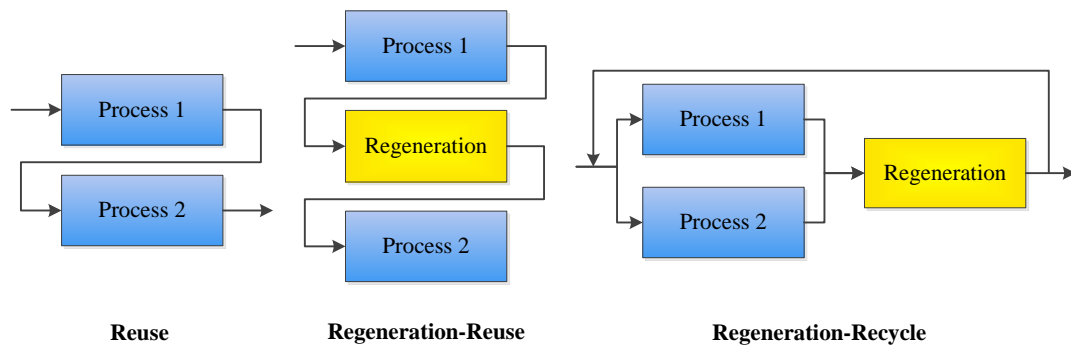 Process 1
Process 2
Reuse
Process 1
Regeneration
Process 2
Regeneration-Reuse
Process 1
Process 2
Regeneration
Regeneration-Recycle